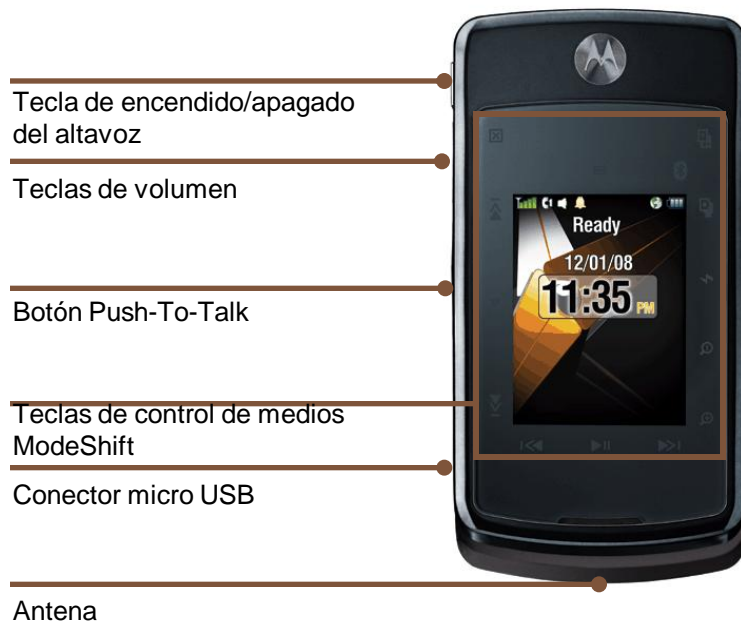 Tecla de encendido/apagado
del altavoz
Teclas de volumen
Ready
12/01/08
11:35 PM
Botón Push-To-Talk
Teclas de control de medios
ModeShift
Conector micro USB
Antena